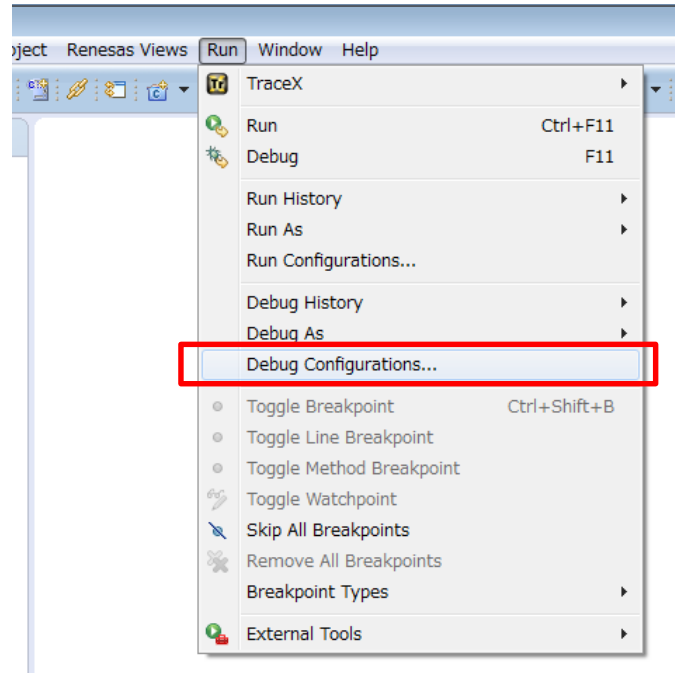 oject Renesas Views Run Window Help
TraceX
Run Ctrl+F11
Debug F11
Run History
Run As
Run Configurations...
Debug History
Debug As
Debug Configurations...
Toggle Breakpoint Ctrl+Shift+B
Toggle Line Breakpoint
Toggle Method Breakpoint
Toggle Watchpoint
Skip All Breakpoints
Remove All Breakpoints
Breakpoint Types
External Tools